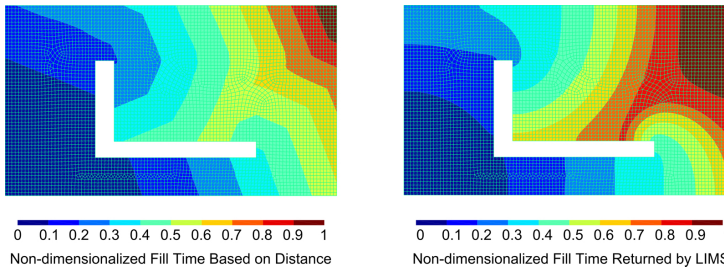 0 0.1 0.2 0.3 0.4 0.5 0.6 0.7 0.8 0.9 1
Non-dimensionalized Fill Time Based on Distance
0 0.1 0.2 0.3 0.4 0.5 0.6 0.7 0.8 0.9
Non-dimensionalized Fill Time Returned by LIMS